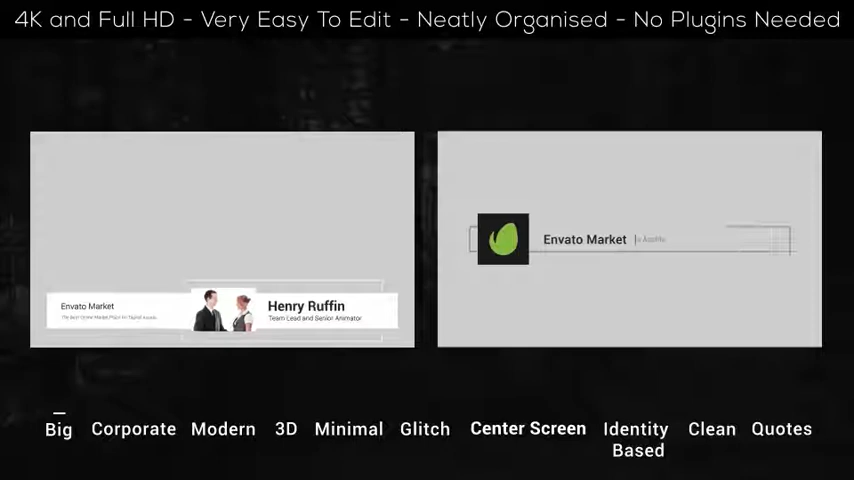 4K and Full HD - Very Easy To Edit - Neatly Organised - No Plugins Needed
Envato Market
Henry Ruffin
Team Lead and Senior Animator
Envato Market
Big Corporate Modern 3D Minimal Glitch Center Screen Identity Based Clean Quotes